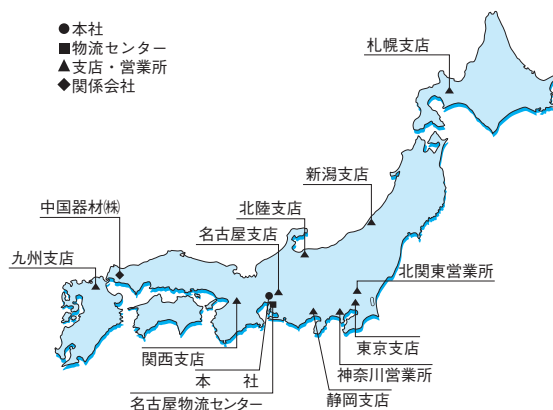 ●本社
■物流センター
▲支店・営業所
◆関係会社
札幌支店
新潟支店
中国器材㈱
北陸支店
名古屋支店
九州支店
北関東営業所
関西支店
東京支店
本　社
神奈川営業所
名古屋物流センター
静岡支店